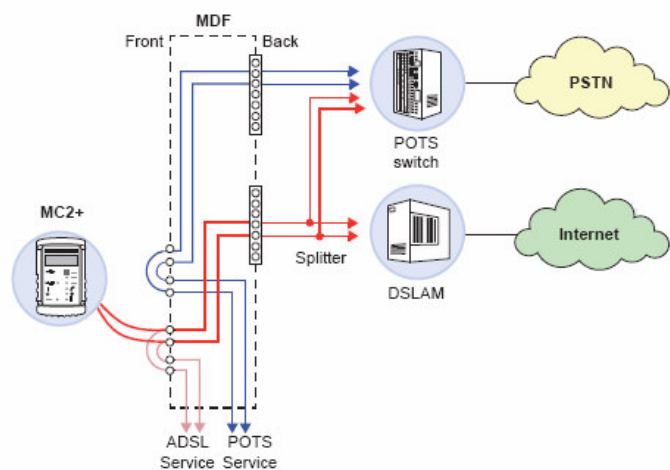 MDF
Front
Back
PSTN
POTS
switch
MC2+
Internet
Splitter
DSLAM
ADSL
Service
POTS
Service